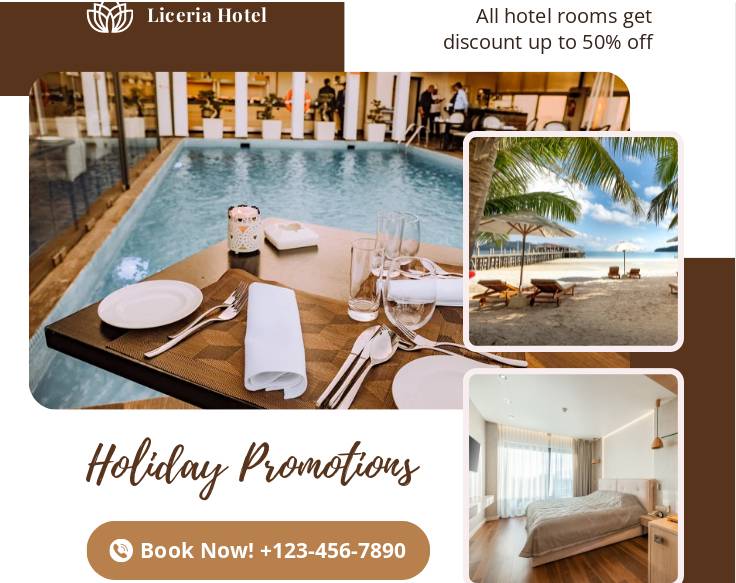 Liceria Hotel
All hotel rooms get
discount up to 50% off
Holiday Promotions
Book Now! +123-456-7890